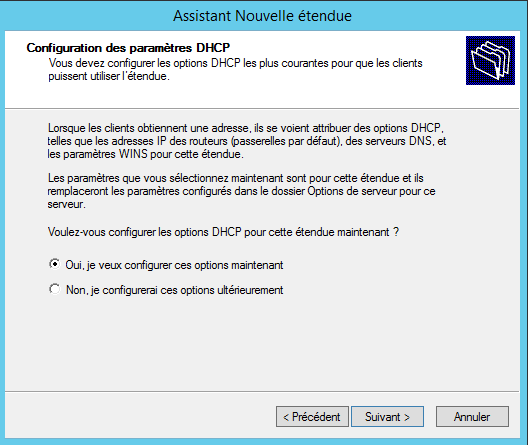 Assistant Nouvelle étendue
Configuration des paramètres DHCP
Vous devez configurer les options DHCP les plus courantes pour que les clients
puissent utiliser l'étendue.
Lorsque les clients obtiennent une adresse, ils se voient attribuer des options DHCP,
telles que les adresses IP des routeurs (passerelles par défaut), des serveurs DNS, et
les paramètres WINS pour cette étendue.
Les paramètres que vous sélectionnez maintenant sont pour cette étendue et ils
remplaceront les paramètres configurés dans le dossier Options de serveur pour ce
serveur.
Voulez-vous configurer les options DHCP pour cette étendue maintenant ?
Oui, je veux configurer ces options maintenant
Non, je configurerai ces options ultérieurement
< Précédent
Suivant >
Annuler